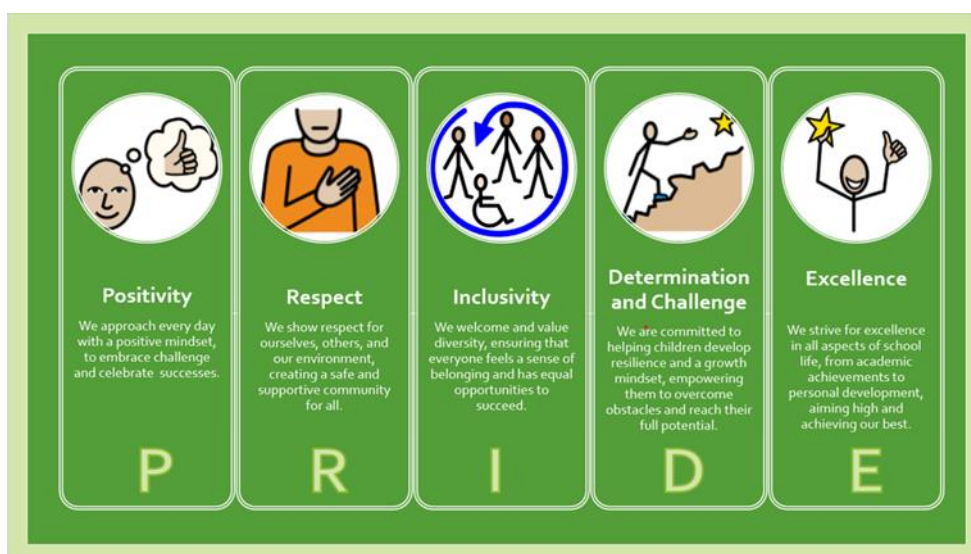 Positivity
We approach every day
with a positive mindset,
to embrace challenge
and celebrate successes.
P
Respect
We show respect for
ourselves, others, and
our environment,
creating a safe and
supportive community
for all.
R
Inclusivity
We welcome and value
diversity, ensuring that
everyone feels a sense of
belonging and has equal
opportunities to
succeed.
I
Determination
and Challenge
We are committed to
helping children develop
resilience and a growth
mindset, empowering
them to overcome
obstacles and reach their
full potential.
D
Excellence
We strive for excellence
in all aspects of school
life, from academic
achievements to
personal development,
aiming high and
achieving our best.
E